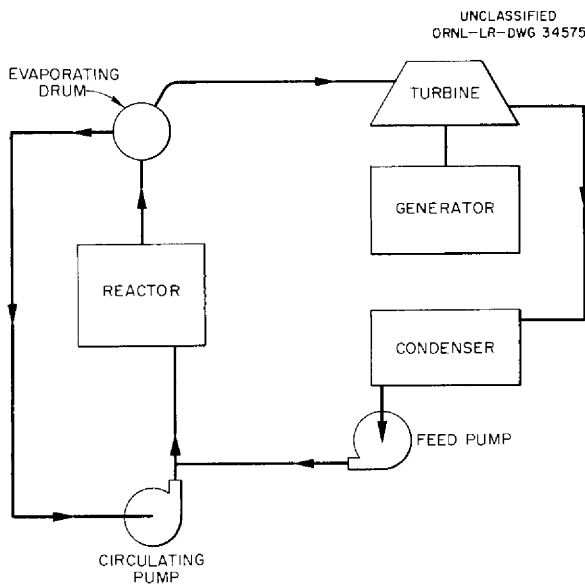 UNCLASSIFIED
ORNL-LR-DWG 34575
EVAPORATING
DRUM
TURBINE
GENERATOR
REACTOR
CONDENSER
FEED PUMP
CIRCULATING
PUMP